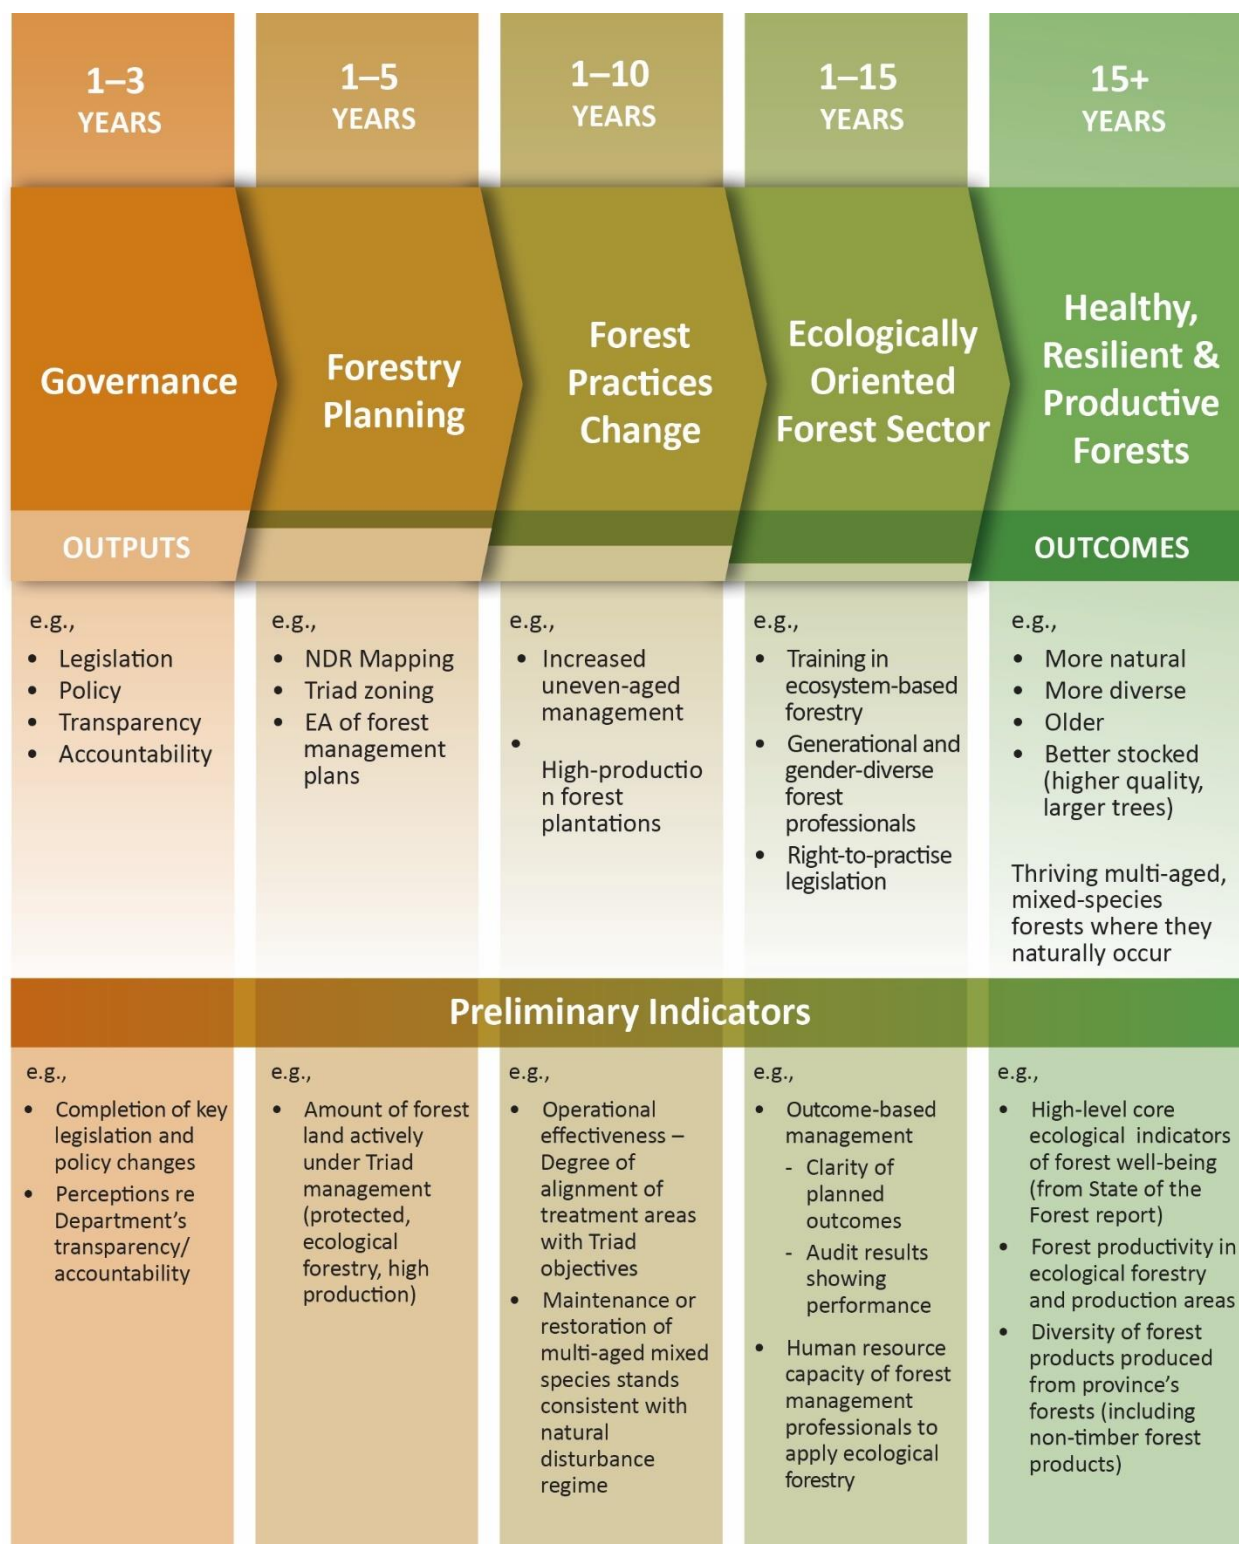 1–3
YEARS
1–5
YEARS
1–10
YEARS
1–15
YEARS
15+
YEARS
Governance
Forestry
Planning
Forest
Practices
Change
Ecologically
Oriented
Forest Sector
Healthy,
Resilient &
Productive
Forests
OUTPUTS
OUTCOMES
e.g.,
• Legislation
• Policy
• Transparency
• Accountability
e.g.,
• NDR Mapping
• Triad zoning
• EA of forest
management
plans
e.g.,
• Increased
uneven-aged
management
•
High-productio
n forest
plantations
e.g.,
• Training in
ecosystem-based
forestry
• Generational and
gender-diverse
forest
professionals
• Right-to-practise
legislation
e.g.,
• More natural
• More diverse
• Older
• Better stocked
(higher quality,
larger trees)
Thriving multi-aged,
mixed-species
forests where they
naturally occur
Preliminary Indicators
e.g.,
• Completion of key
legislation and
policy changes
• Perceptions re
Department’s
transparency/
accountability
e.g.,
• Amount of forest
land actively
under Triad
management
(protected,
ecological
forestry, high
production)
e.g.,
• Operational
effectiveness –
Degree of
alignment of
treatment areas
with Triad
objectives
• Maintenance or
restoration of
multi-aged mixed
species stands
consistent with
natural
disturbance
regime
e.g.,
• Outcome-based
management
- Clarity of
planned
outcomes
- Audit results
showing
performance
• Human resource
capacity of forest
management
professionals to
apply ecological
forestry
e.g.,
• High-level core
ecological indicators
of forest well-being
(from State of the
Forest report)
• Forest productivity in
ecological forestry
and production areas
• Diversity of forest
products produced
from province’s
forests (including
non-timber forest
products)